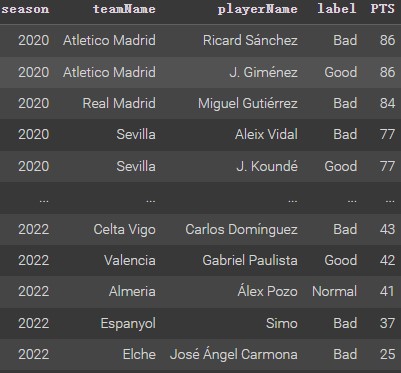 season teamName playerName label PTS
2020 Atletico Madrid Ricard Sánchez Bad 86
2020 Atletico Madrid J. Giménez Good 86
2020 Real Madrid Miguel Gutiérrez Bad 84
2020 Sevilla Aleix Vidal Bad 77
2020 Sevilla J. Koundé Good 77
... ... ... ... ...
2022 Celta Vigo Carlos Domínguez Bad 43
2022 Valencia Gabriel Paulista Good 42
2022 Almeria Álex Pozo Normal 41
2022 Espanyol Simo Bad 37
2022 Elche José Ángel Carmona Bad 25